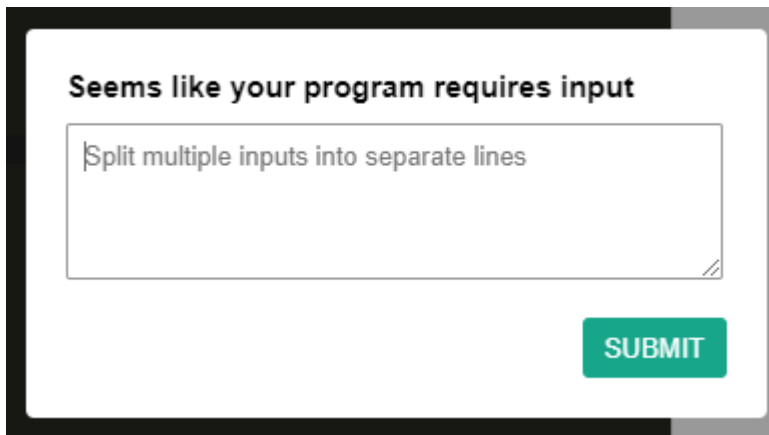 Seems like your program requires input
Split multiple inputs into separate lines
SUBMIT